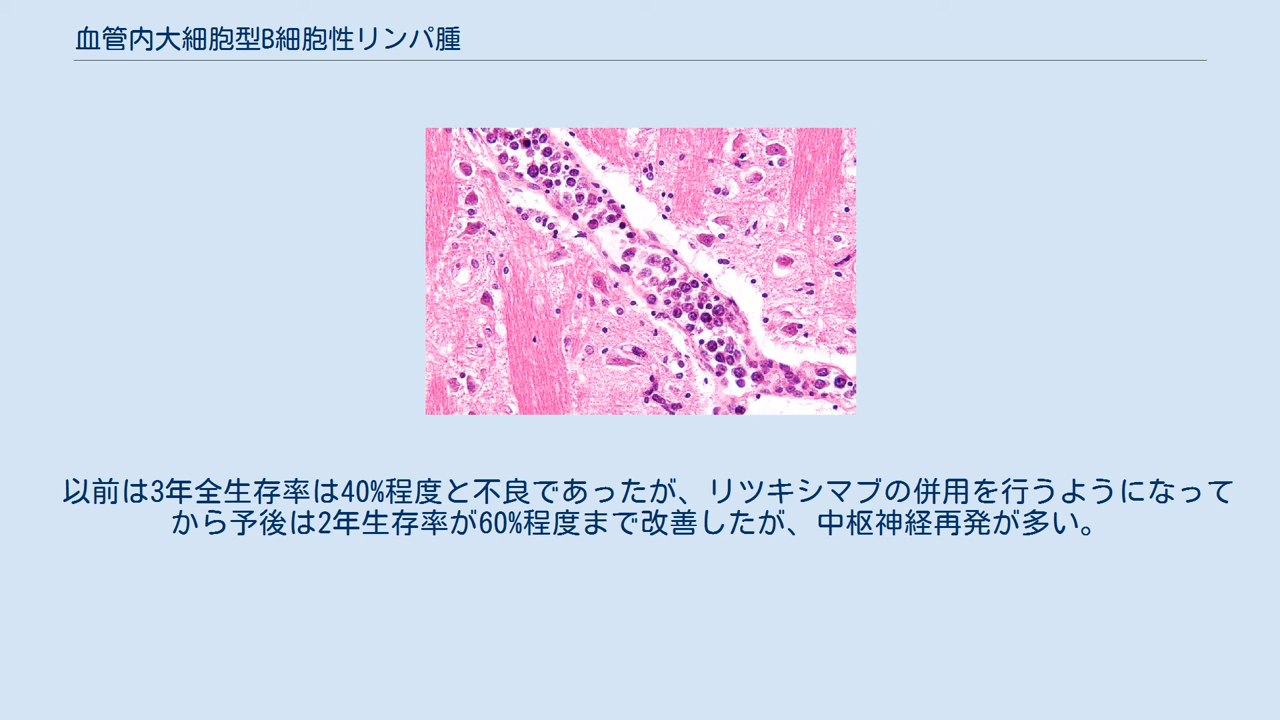 血管内大細胞型B細胞性リンパ腫
以前は3年全生存率は40%程度と不良であったが、リツキシマブの併用を行うようになって
から予後は2年生存率が60%程度まで改善したが、中枢神経再発が多い。